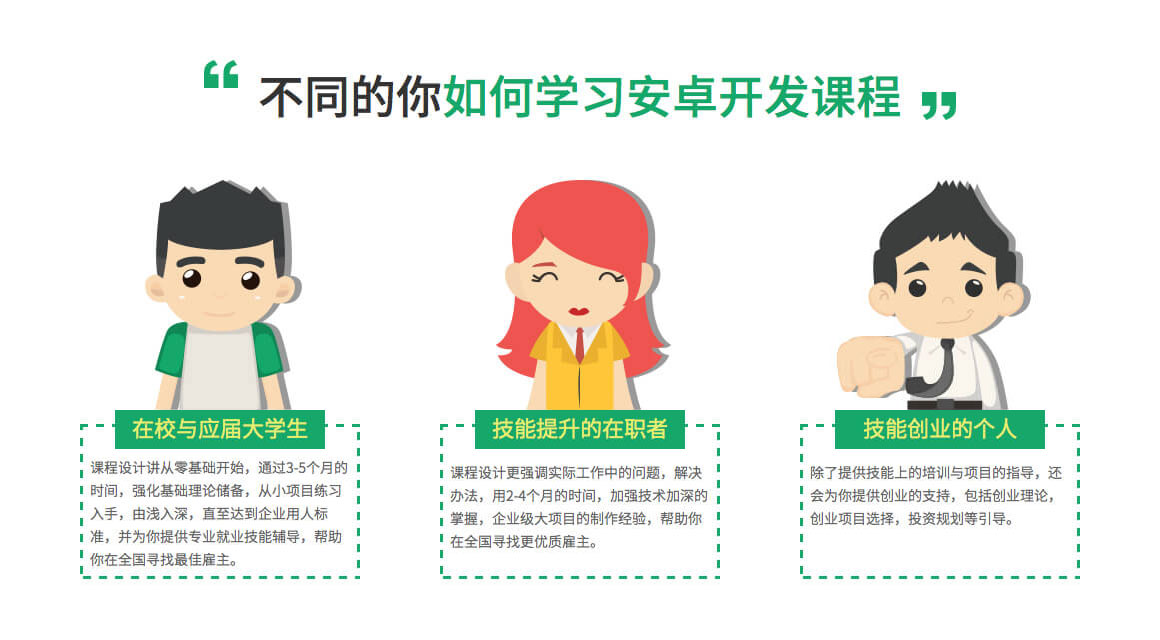 “ 不同的你如何学习安卓开发课程 ”
在校与应届大学生
课程设计讲从零基础开始，通过3-5个月的
时间，强化基础理论储备，从小项目练习
入手，由浅入深，直至达到企业用人标
准，并为你提供专业就业技能辅导，帮助
你在全国寻找最佳雇主。
技能提升的在职者
课程设计更强调实际工作中的问题，解决
办法，用2-4个月的时间，加强技术加深的
掌握，企业级大项目的制作经验，帮助你
在全国寻找更优质雇主。
技能创业的个人
除了提供技能上的培训与项目的指导，还
会为你提供创业的支持，包括创业理论，
创业项目选择，投资规划等引导。